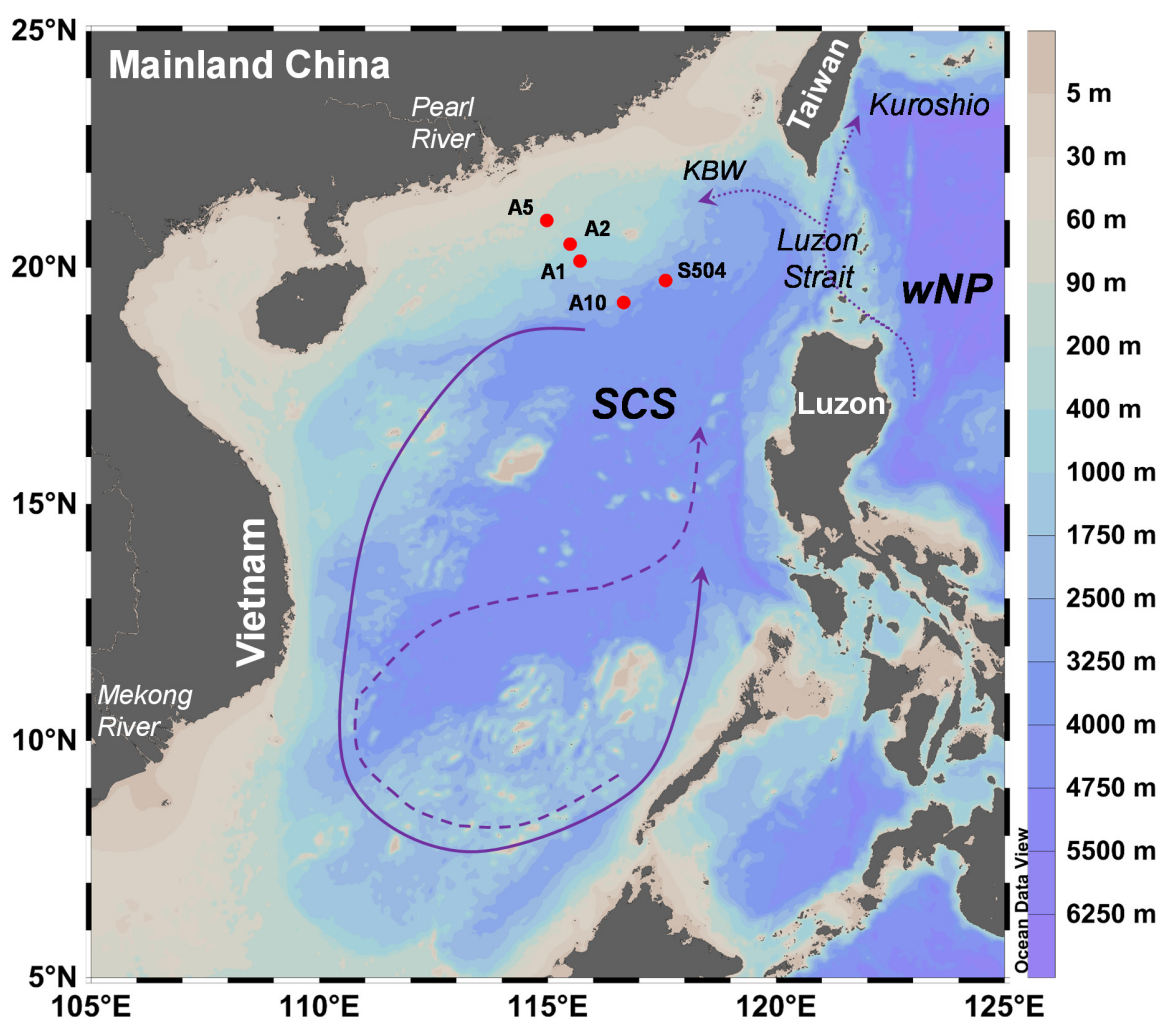 25°N
20°N
15°N
10°N
5°N
105°E
110°E
115°E
120°E
125°E
Mainland China
Pearl
River
Taiwan
Kuroshio
KBW
A5
A2
A1
S504
A10
Luzon
Strait
wNP
SCS
Luzon
Vietnam
Mekong
River
Ocean Data View
5 m
30 m
60 m
90 m
200 m
400 m
1000 m
1750 m
2500 m
3250 m
4000 m
4750 m
5500 m
6250 m